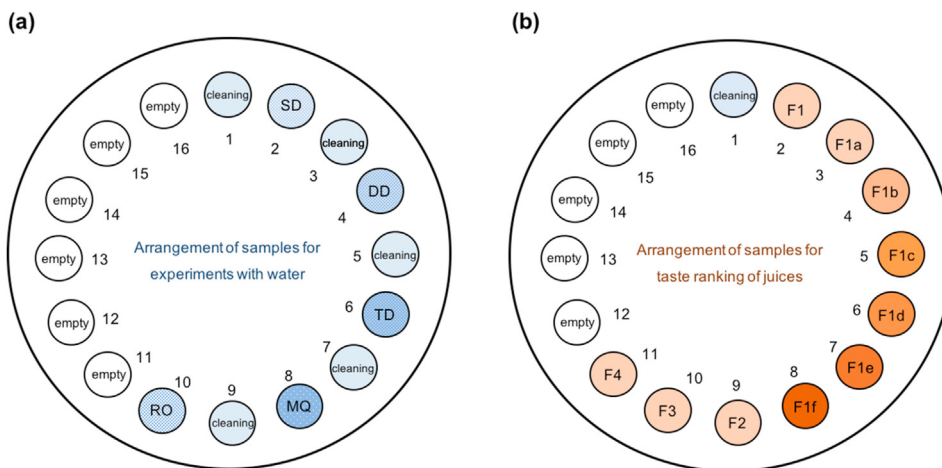 (a)
cleaning
1
SD
2
cleaning
3
DD
4
cleaning
5
TD
6
cleaning
7
MQ
8
cleaning
9
RO
10
empty
11
empty
12
empty
13
empty
14
empty
15
empty
16
Arrangement of samples for
experiments with water
(b)
cleaning
1
F1
2
F1a
3
F1b
4
F1c
5
F1d
6
F1e
7
F1f
8
F2
9
F3
10
F4
11
empty
12
empty
13
empty
14
empty
15
empty
16
Arrangement of samples for
taste ranking of juices